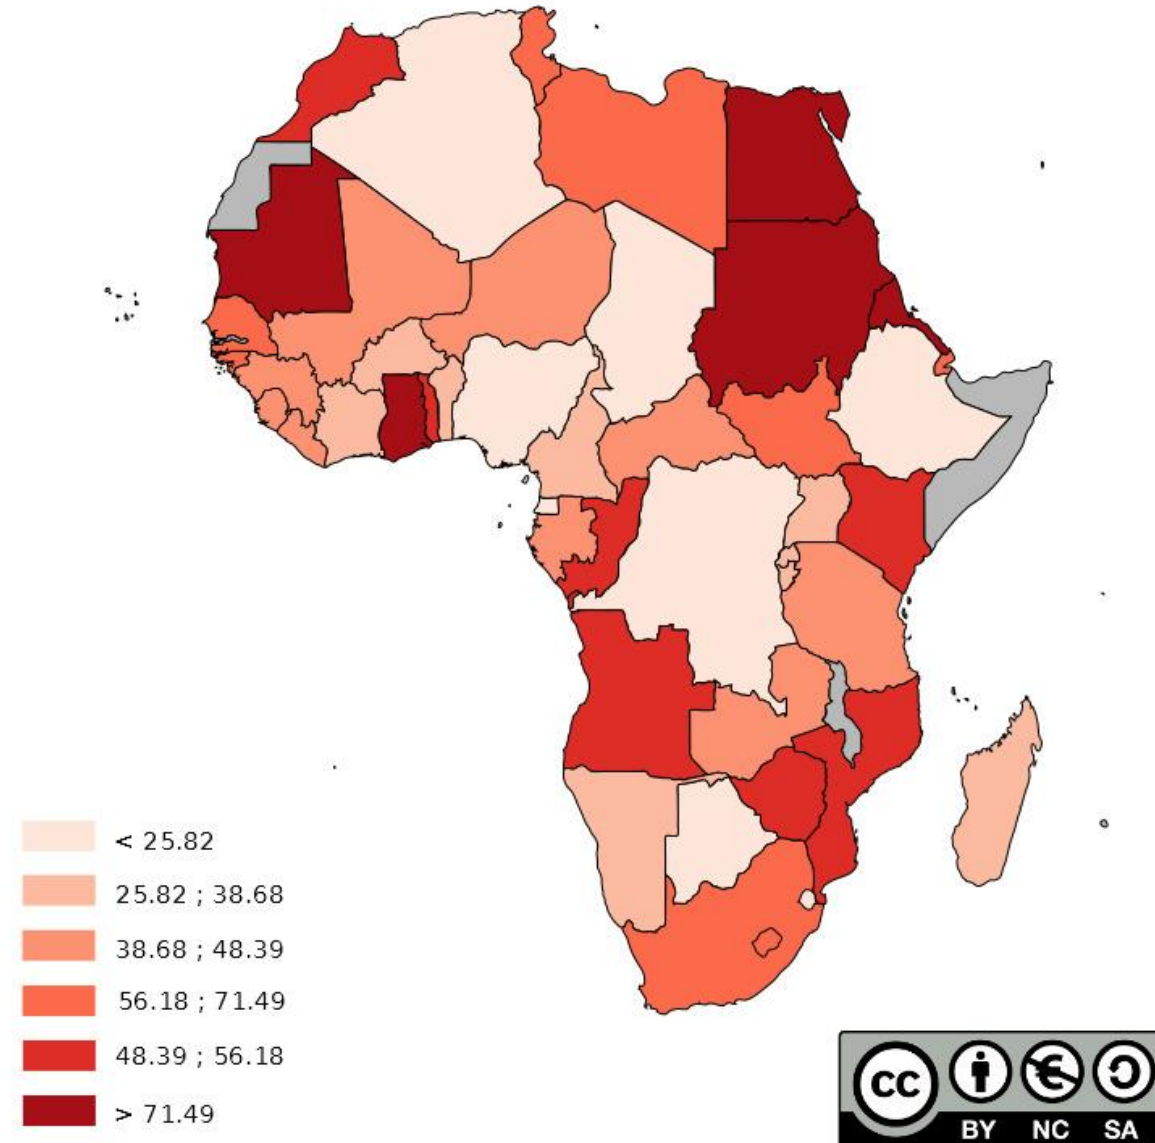 < 25.82
25.82 ; 38.68
38.68 ; 48.39
56.18 ; 71.49
48.39 ; 56.18
> 71.49
cc
BY NC SA